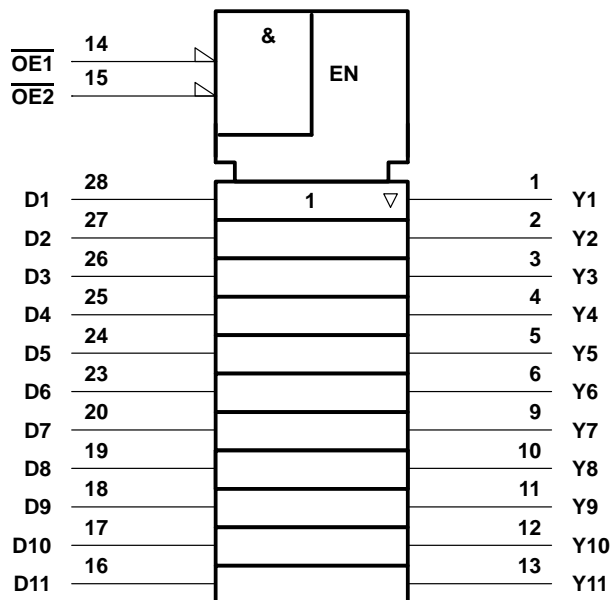 &
14
OE1
EN
15
OE2
28 1
D1 1 ▽ Y1
27 2
D2 Y2
26 3
D3 Y3
25 4
D4 Y4
24 5
D5 Y5
23 6
D6 Y6
20 9
D7 Y7
19 10
D8 Y8
18 11
D9 Y9
17 12
D10 Y10
16 13
D11 Y11